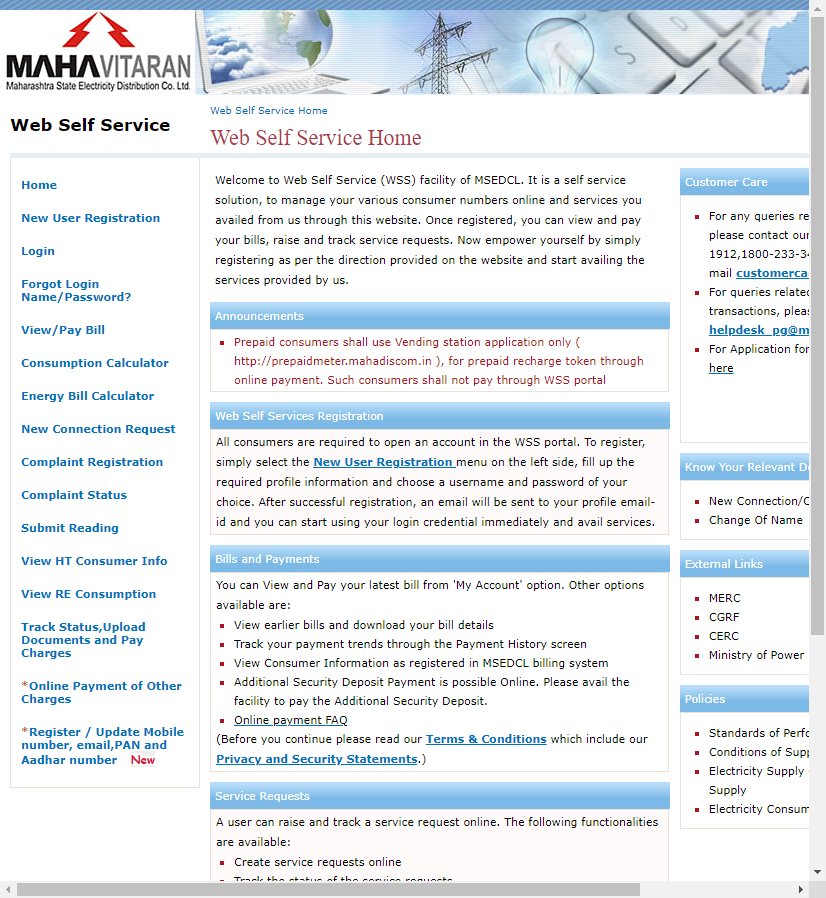 MAHAVITARAN
Maharashtra State Electricity Distribution Co. Ltd.
Web Self Service
Web Self Service Home
Web Self Service Home
Home
New User Registration
Login
Forgot Login
Name/Password?
View/Pay Bill
Consumption Calculator
Energy Bill Calculator
New Connection Request
Complaint Registration
Complaint Status
Submit Reading
View HT Consumer Info
View RE Consumption
Track Status,Upload
Documents and Pay
Charges
*Online Payment of Other
Charges
*Register / Update Mobile
number, email,PAN and
Aadhar number New
Welcome to Web Self Service (WSS) facility of MSEDCL. It is a self service
solution, to manage your various consumer numbers online and services you
availed from us through this website. Once registered, you can view and pay
your bills, raise and track service requests. Now empower yourself by simply
registering as per the direction provided on the website and start availing the
services provided by us.
Announcements
Prepaid consumers shall use Vending station application only (
http://prepaidmeter.mahadiscom.in ), for prepaid recharge token through
online payment. Such consumers shall not pay through WSS portal
Web Self Services Registration
All consumers are required to open an account in the WSS portal. To register,
simply select the New User Registration menu on the left side, fill up the
required profile information and choose a username and password of your
choice. After successful registration, an email will be sent to your profile email-
id and you can start using your login credential immediately and avail services.
Bills and Payments
You can View and Pay your latest bill from 'My Account' option. Other options
available are:
View earlier bills and download your bill details
Track your payment trends through the Payment History screen
View Consumer Information as registered in MSEDCL billing system
Additional Security Deposit Payment is possible Online. Please avail the
facility to pay the Additional Security Deposit.
Online payment FAQ
(Before you continue please read our Terms & Conditions which include our
Privacy and Security Statements.)
Service Requests
A user can raise and track a service request online. The following functionalities
are available:
Create service requests online
Track the status of the service requests
Customer Care
For any queries re
please contact our
1912,1800-233-34
mail customerca
For queries related
transactions, plea
helpdesk_pg@m
For Application for
here
Know Your Relevant Do
New Connection/C
Change Of Name
External Links
MERC
CGRF
CERC
Ministry of Power
Policies
Standards of Perfo
Conditions of Supp
Electricity Supply
Supply
Electricity Consum